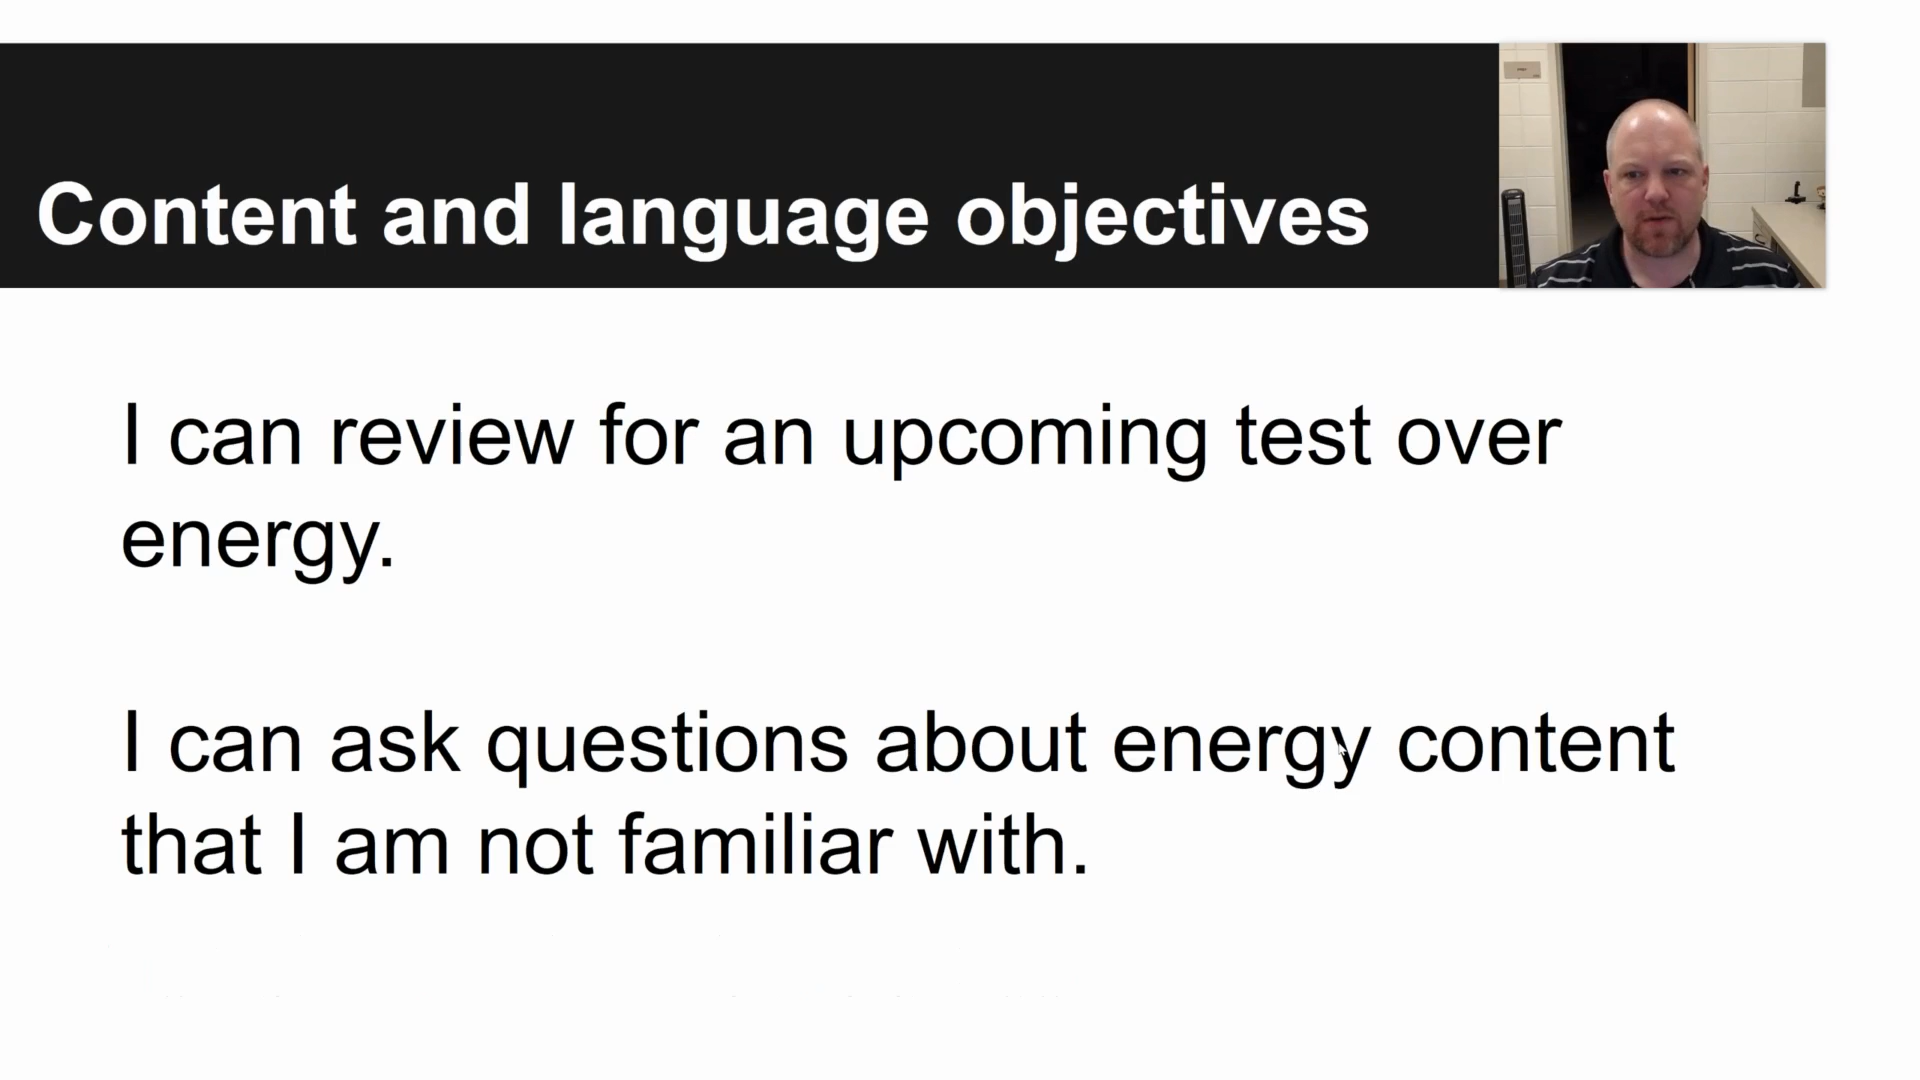 Content and language objectives
I can review for an upcoming test over
energy.
I can ask questions about energy content
that I am not familiar with.